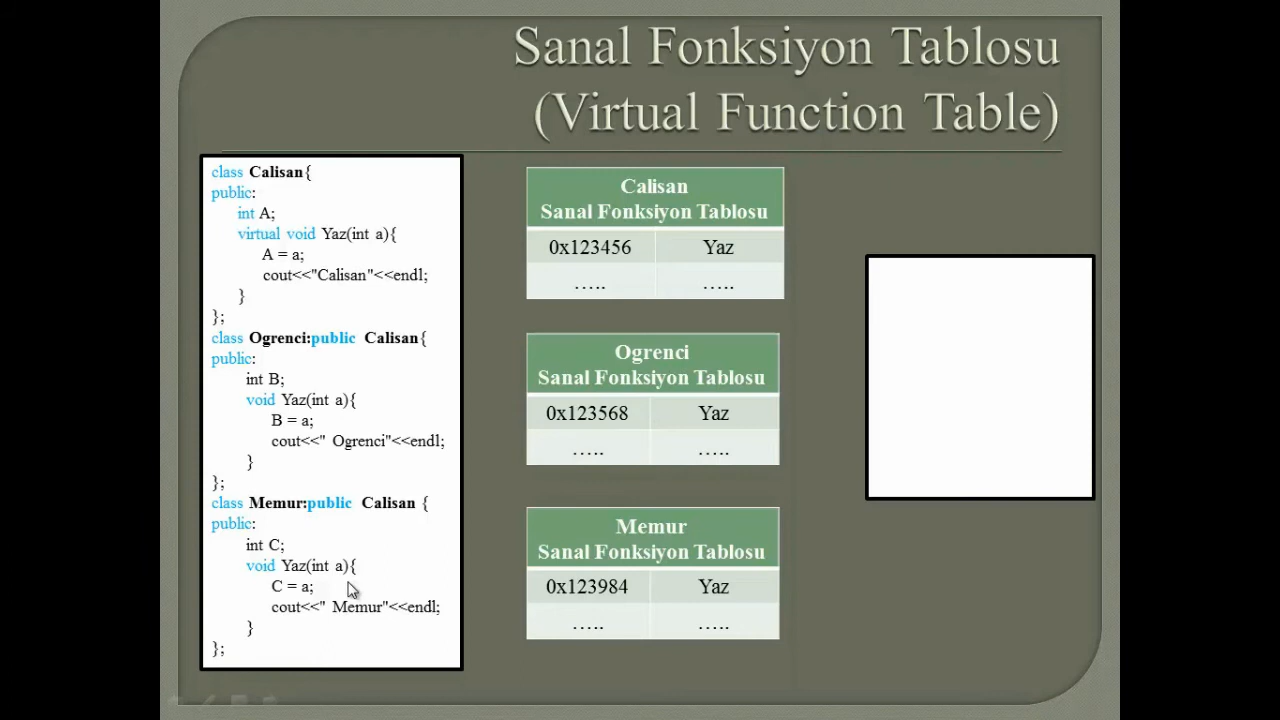 Sanal Fonksiyon Tablosu
(Virtual Function Table)
class Calisan{
public:
int A;
virtual void Yaz(int a){
A = a;
cout<<"Calisan"<<endl;
}
};
class Ogrenci:public Calisan{
public:
int B;
void Yaz(int a){
B = a;
cout<<" Ogrenci"<<endl;
}
};
class Memur:public Calisan {
public:
int C;
void Yaz(int a){
C = a;
cout<<" Memur"<<endl;
}
};
Calisan
Sanal Fonksiyon Tablosu
0x123456 Yaz
..... .....
Ogrenci
Sanal Fonksiyon Tablosu
0x123568 Yaz
..... .....
Memur
Sanal Fonksiyon Tablosu
0x123984 Yaz
..... .....